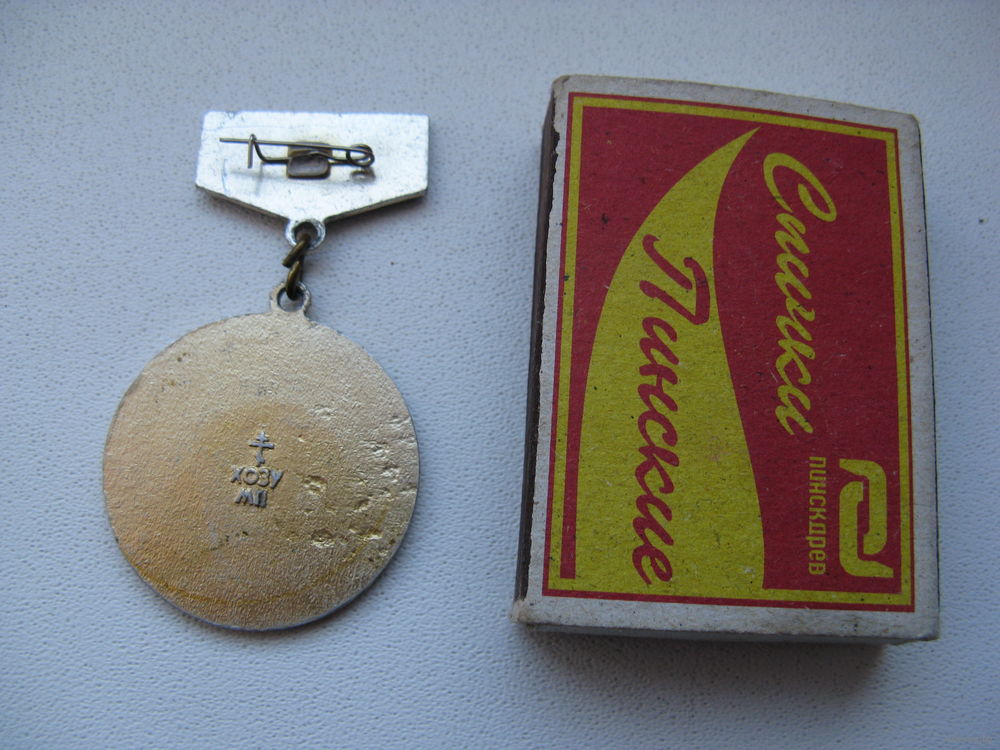 ХОЗУ
МП
Спички
Пинские
пинскдрев